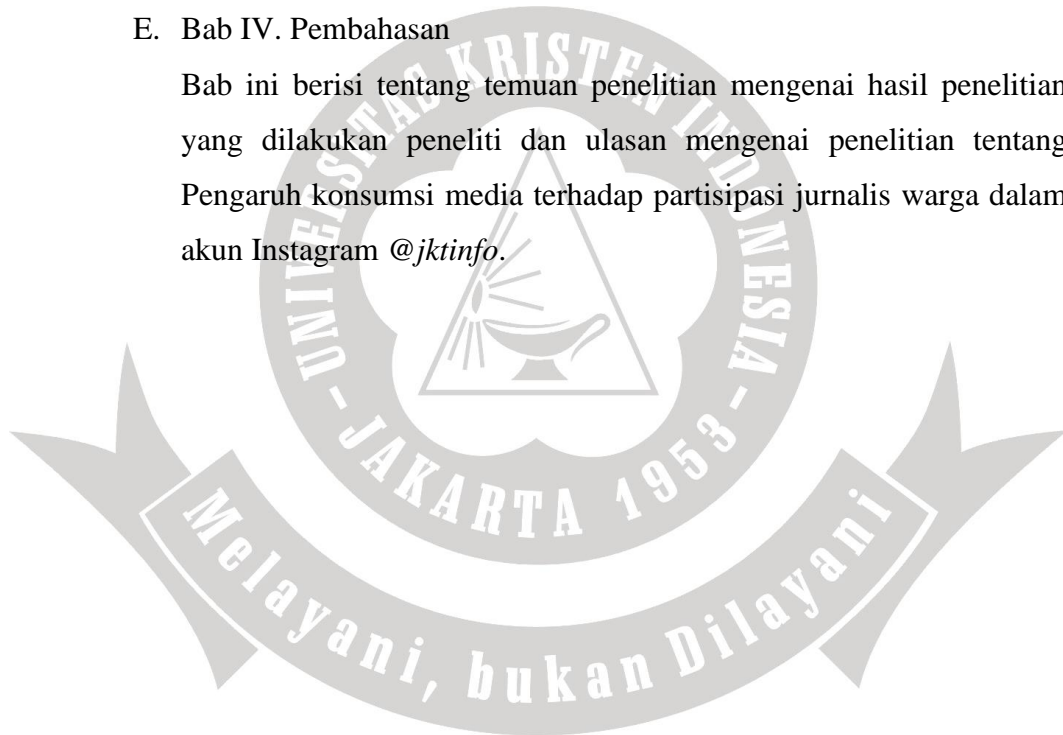 E. Bab IV. Pembahasan
Bab ini berisi tentang temuan penelitian mengenai hasil penelitian
yang dilakukan peneliti dan ulasan mengenai penelitian tentang
Pengaruh konsumsi media terhadap partisipasi jurnalis warga dalam
akun Instagram @jktinfo.
UNIVERSITAS KRISTEN INDONESIA
- JAKARTA 1953 -
Melayani, bukan Dilayani